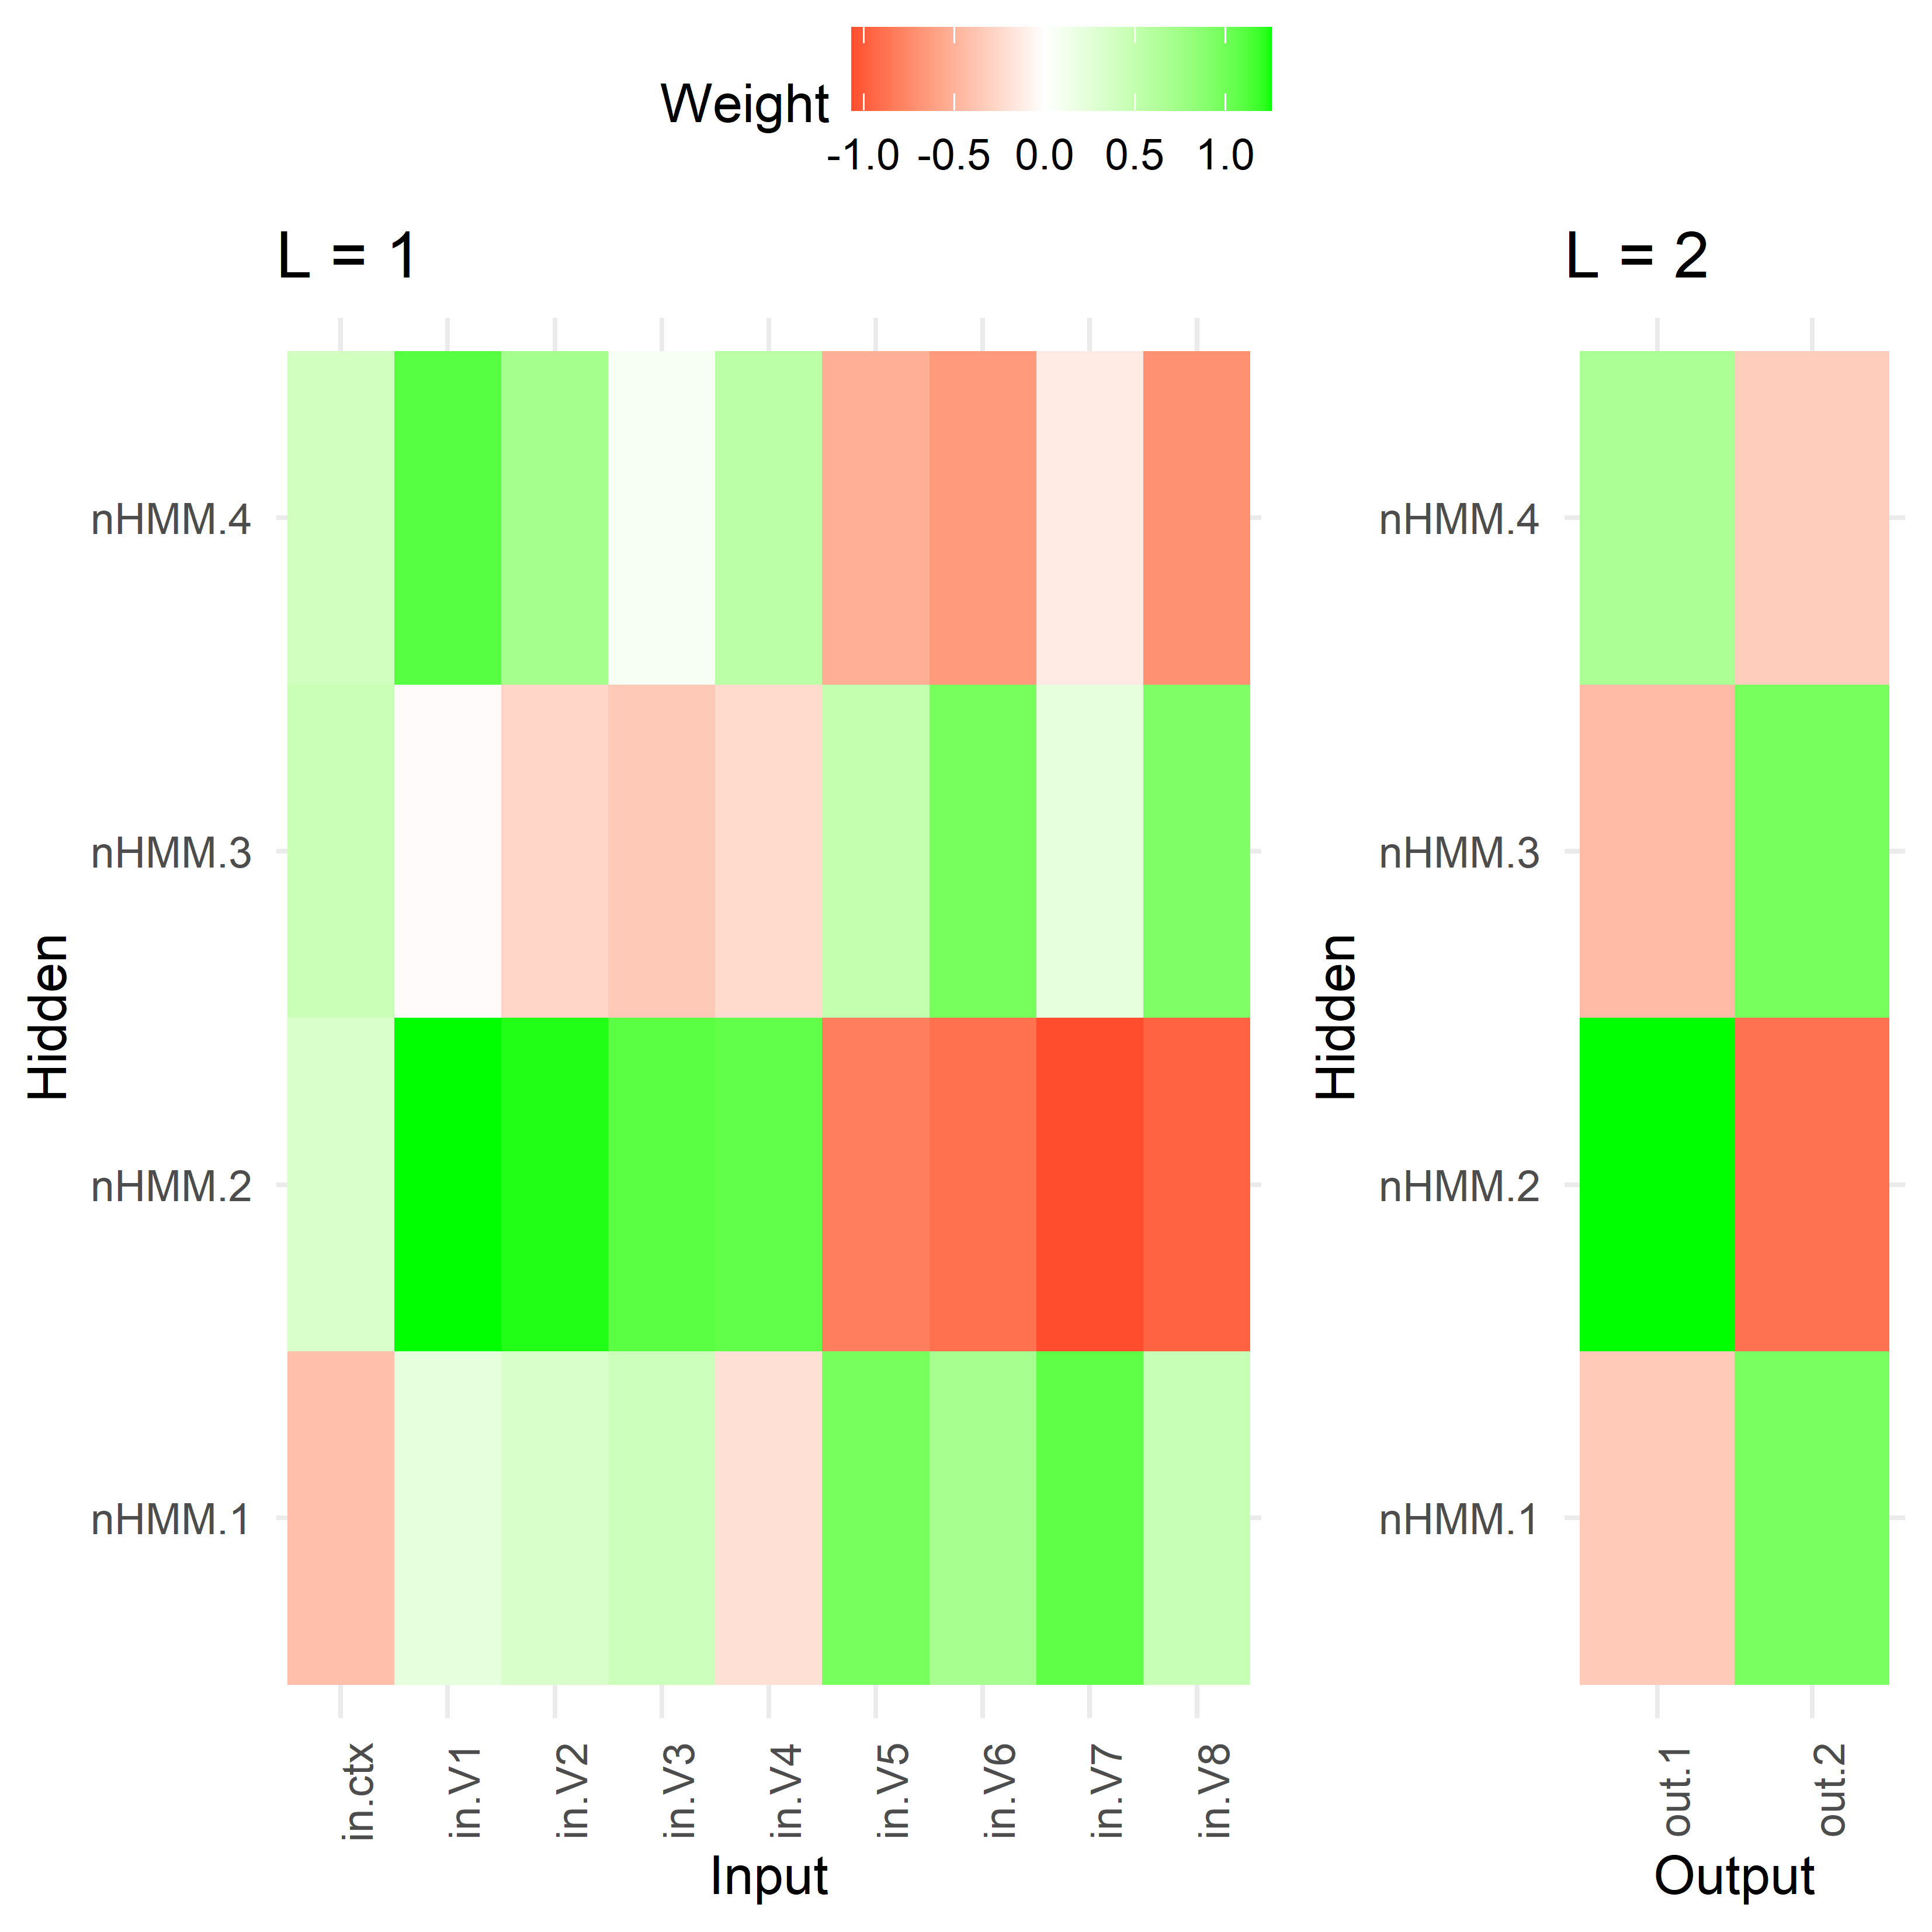 Weight
-1.0 -0.5 0.0 0.5 1.0
L = 1
L = 2
Hidden
nHMM.4
nHMM.3
nHMM.2
nHMM.1
in.ctx
in.V1
in.V2
in.V3
in.V4
in.V5
in.V6
in.V7
in.V8
Input
Hidden
nHMM.4
nHMM.3
nHMM.2
nHMM.1
out.1
out.2
Output